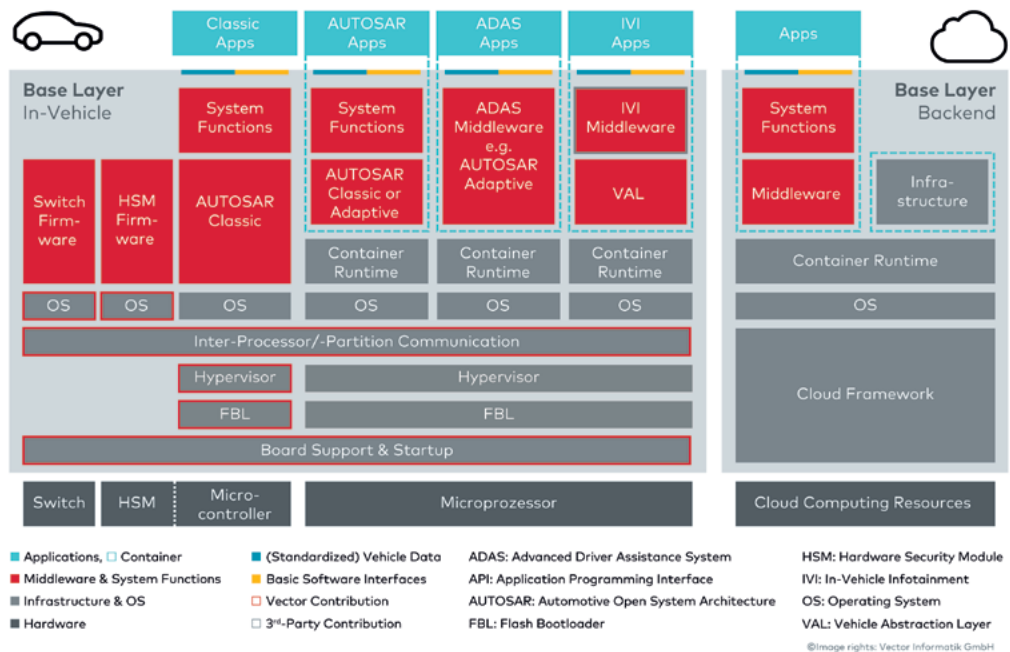 Classic
Apps
AUTOSAR
Apps
ADAS
Apps
IVI
Apps
Apps
Base Layer
In-Vehicle
System
Functions
System
Functions
ADAS
Middleware
e.g.
AUTOSAR
Adaptive
IVI
Middleware
System
Functions
Base Layer
Backend
Switch
Firm-
ware
HSM
Firm-
ware
AUTOSAR
Classic
AUTOSAR
Classic or
Adaptive
VAL
Middleware
Infra-
structure
Container
Runtime
Container
Runtime
Container
Runtime
Container Runtime
OS
OS
OS
OS
OS
OS
OS
Inter-Processor/-Partition Communication
Hypervisor
Hypervisor
Cloud Framework
FBL
FBL
Board Support & Startup
Switch
HSM
Micro-
controller
Microprozessor
Cloud Computing Resources
Applications, Container
Middleware & System Functions
Infrastructure & OS
Hardware
(Standardized) Vehicle Data
Basic Software Interfaces
Vector Contribution
3rd-Party Contribution
ADAS: Advanced Driver Assistance System
API: Application Programming Interface
AUTOSAR: Automotive Open System Architecture
FBL: Flash Bootloader
HSM: Hardware Security Module
IVI: In-Vehicle Infotainment
OS: Operating System
VAL: Vehicle Abstraction Layer
©Image rights: Vector Informatik GmbH